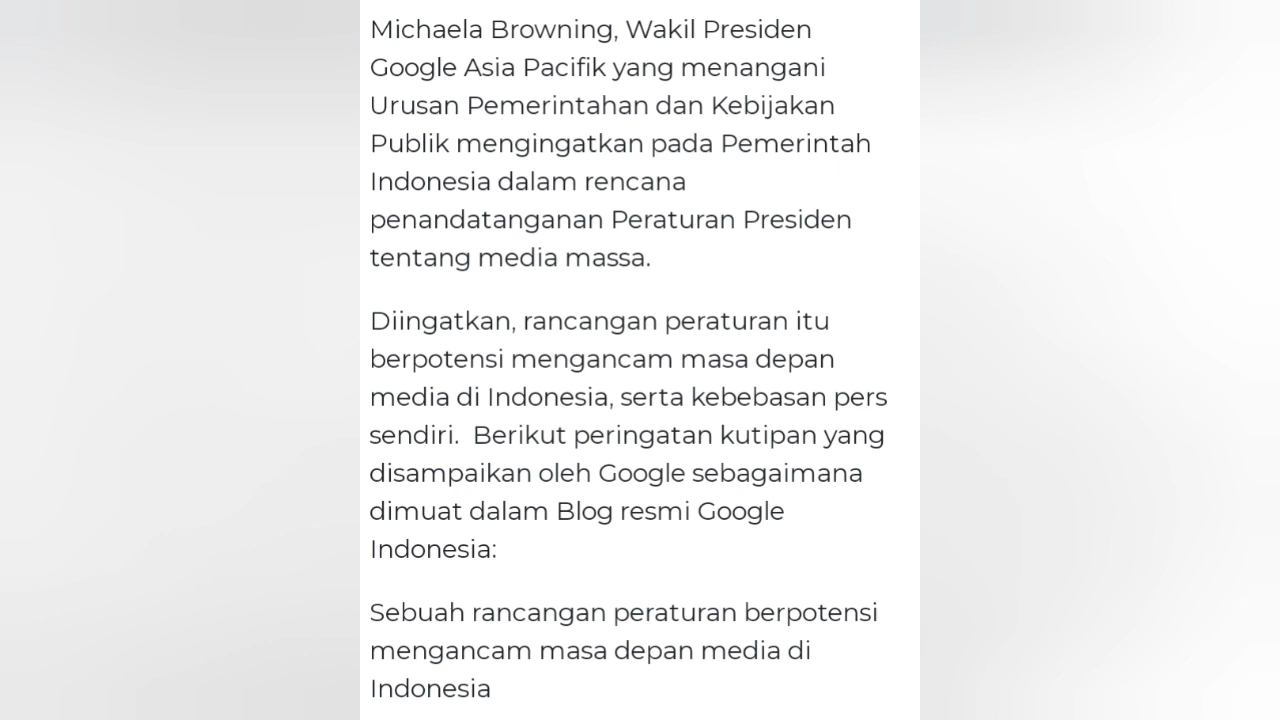 Michaela Browning, Wakil Presiden
Google Asia Pacifik yang menangani
Urusan Pemerintahan dan Kebijakan
Publik mengingatkan pada Pemerintah
Indonesia dalam rencana
penandatanganan Peraturan Presiden
tentang media massa.
Diingatkan, rancangan peraturan itu
berpotensi mengancam masa depan
media di Indonesia, serta kebebasan pers
sendiri.  Berikut peringatan kutipan yang
disampaikan oleh Google sebagaimana
dimuat dalam Blog resmi Google
Indonesia:
Sebuah rancangan peraturan berpotensi
mengancam masa depan media di
Indonesia